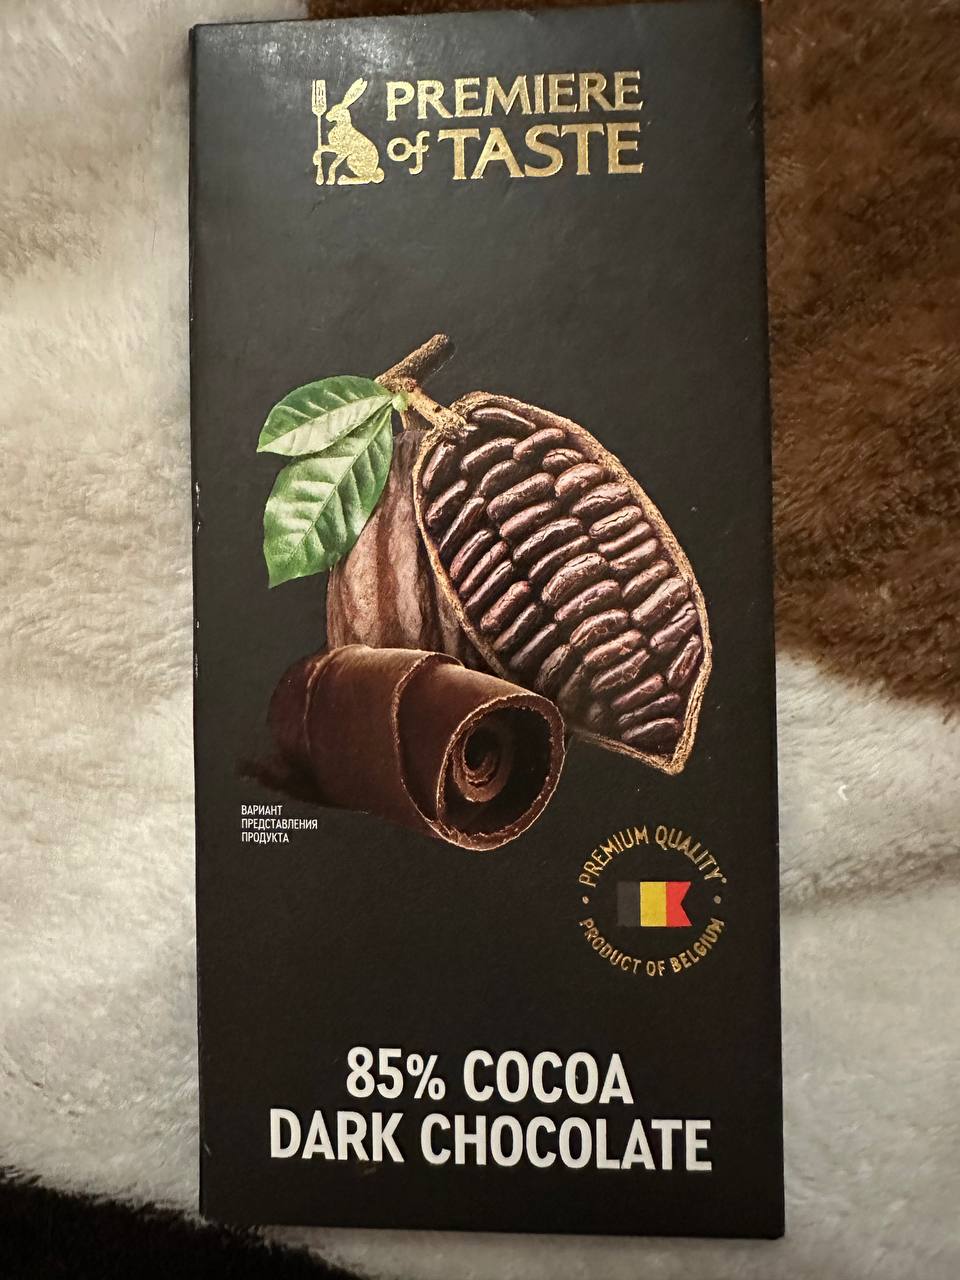 PREMIERE
of TASTE
ВАРИАНТ
ПРЕДСТАВЛЕНИЯ
ПРОДУКТА
PREMIUM QUALITY
PRODUCT OF BELGIUM
85% COCOA
DARK CHOCOLATE